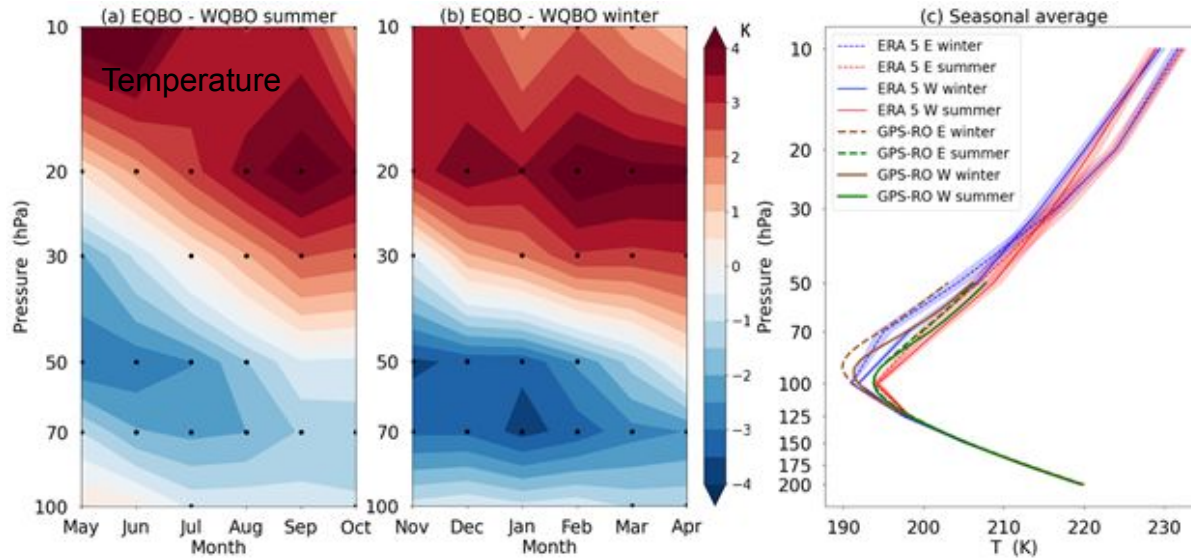 (a) EQBO - WQBO summer
(b) EQBO - WQBO winter
K
(c) Seasonal average
Temperature
Pressure (hPa)
10
20
30
50
70
100
May Jun Jul Aug Sep Oct
Month
10
20
30
50
70
100
Nov Dec Jan Feb Mar Apr
Month
4
3
2
1
0
−1
−2
−3
−4
Pressure (hPa)
10
20
30
50
70
100
125
150
175
200
ERA 5 E winter
ERA 5 E summer
ERA 5 W winter
ERA 5 W summer
GPS-RO E winter
GPS-RO E summer
GPS-RO W winter
GPS-RO W summer
190 200 210 220 230
T (K)